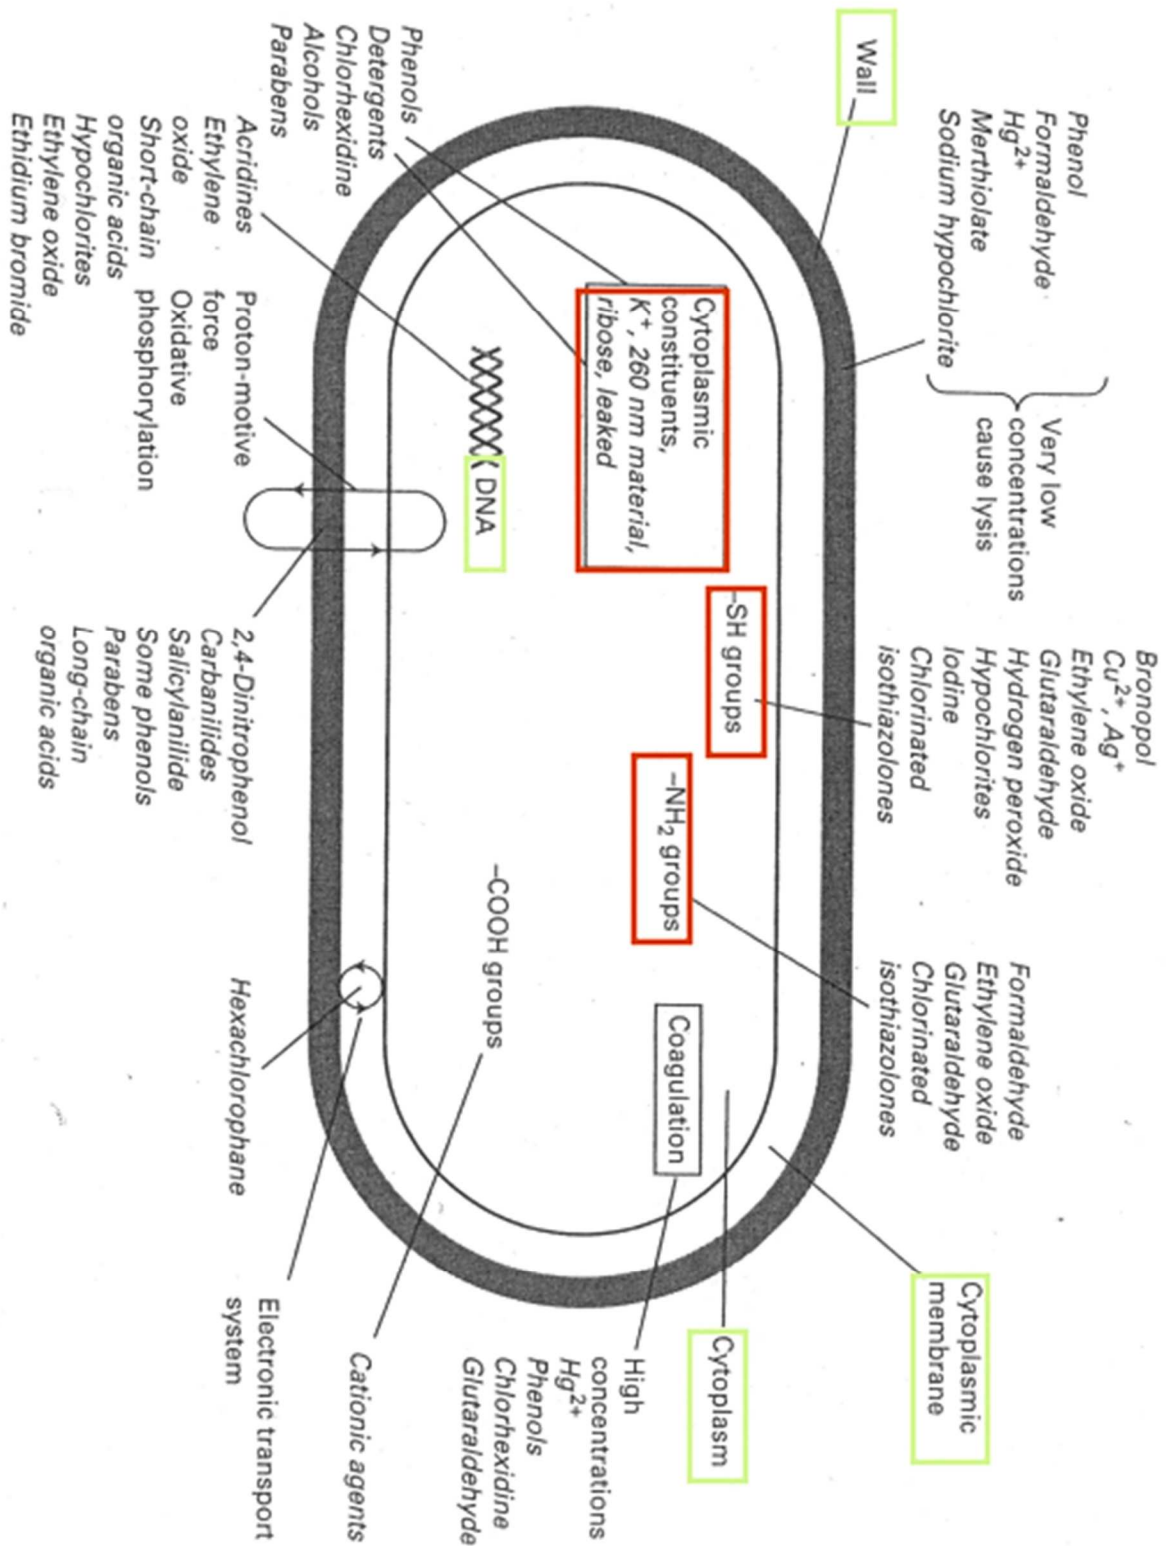 Phenol
Formaldehyde
Hg2+
Merthiolate
Sodium hypochlorite
Very low
concentrations
cause lysis
Bronopol
Cu2+, Ag+
Ethylene oxide
Glutaraldehyde
Hydrogen peroxide
Hypochlorites
Iodine
Chlorinated
isothiazolones
Formaldehyde
Ethylene oxide
Glutaraldehyde
Chlorinated
isothiazolones
Cytoplasmic
membrane
Wall
Cytoplasmic
constituents,
K+, 260 nm material,
ribose, leaked
–SH groups
–NH2 groups
Coagulation
Cytoplasm
High
concentrations
Hg2+
Phenols
Chlorhexidine
Glutaraldehyde
DNA
–COOH groups
Phenols
Detergents
Chlorhexidine
Alcohols
Parabens
Acridines
Ethylene
oxide
Short-chain
organic acids
Hypochlorites
Ethylene oxide
Ethidium bromide
Proton-motive
force
Oxidative
phosphorylation
2,4-Dinitrophenol
Carbanilides
Salicylanilide
Some phenols
Parabens
Long-chain
organic acids
Hexachlorophane
Electronic transport
system
Cationic agents